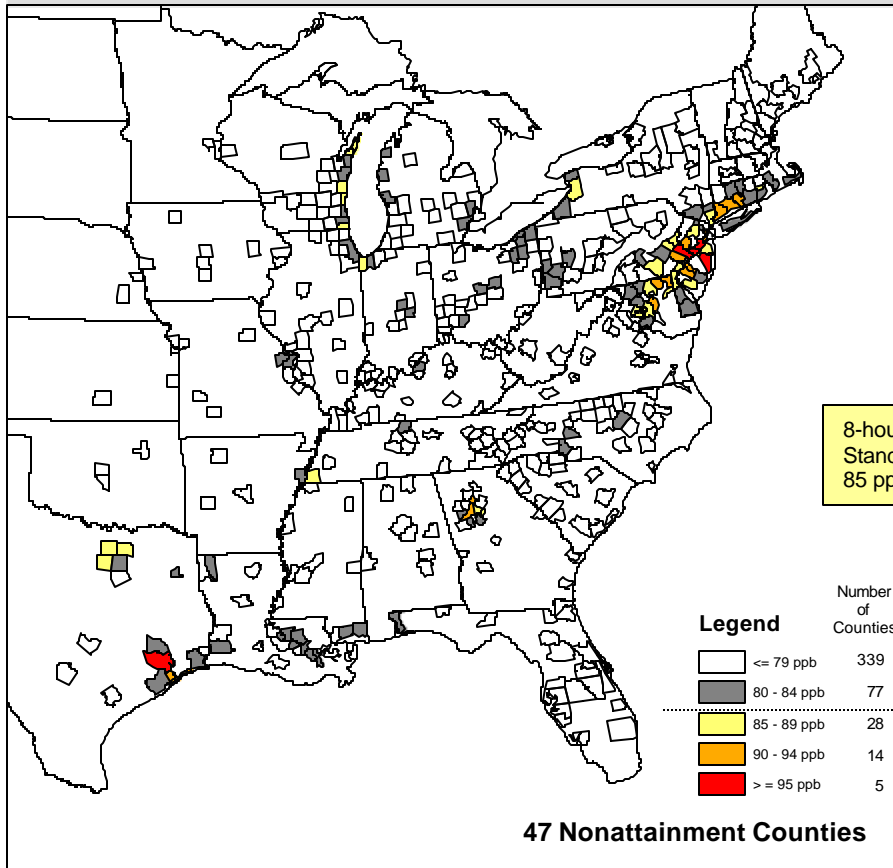 8-hou
Stanc
85 pp
Legend
Number
of
Counties
<= 79 ppb 339
80 - 84 ppb 77
85 - 89 ppb 28
90 - 94 ppb 14
> = 95 ppb 5
47 Nonattainment Counties